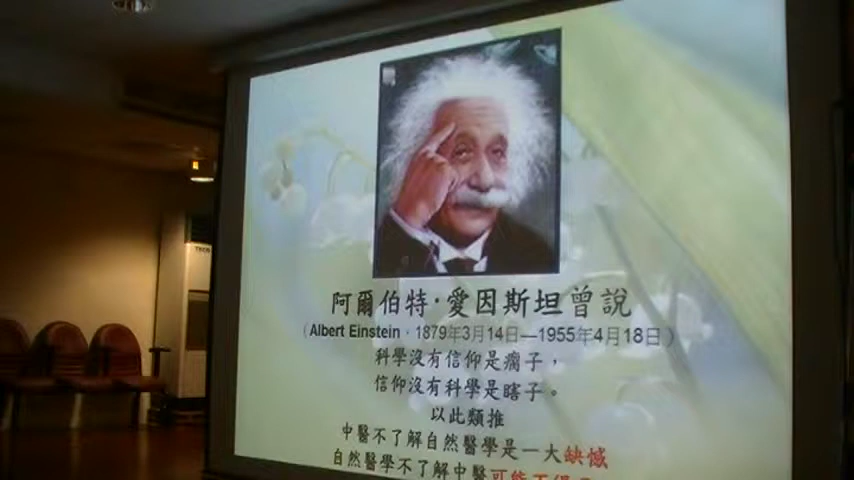 阿爾伯特·愛因斯坦曾說
（Albert Einstein，1879年3月14日—1955年4月18日）
科學沒有信仰是瘸子，
信仰沒有科學是瞎子。
以此類推
中醫不了解自然醫學是一大缺憾
自然醫學不了解中醫可能不